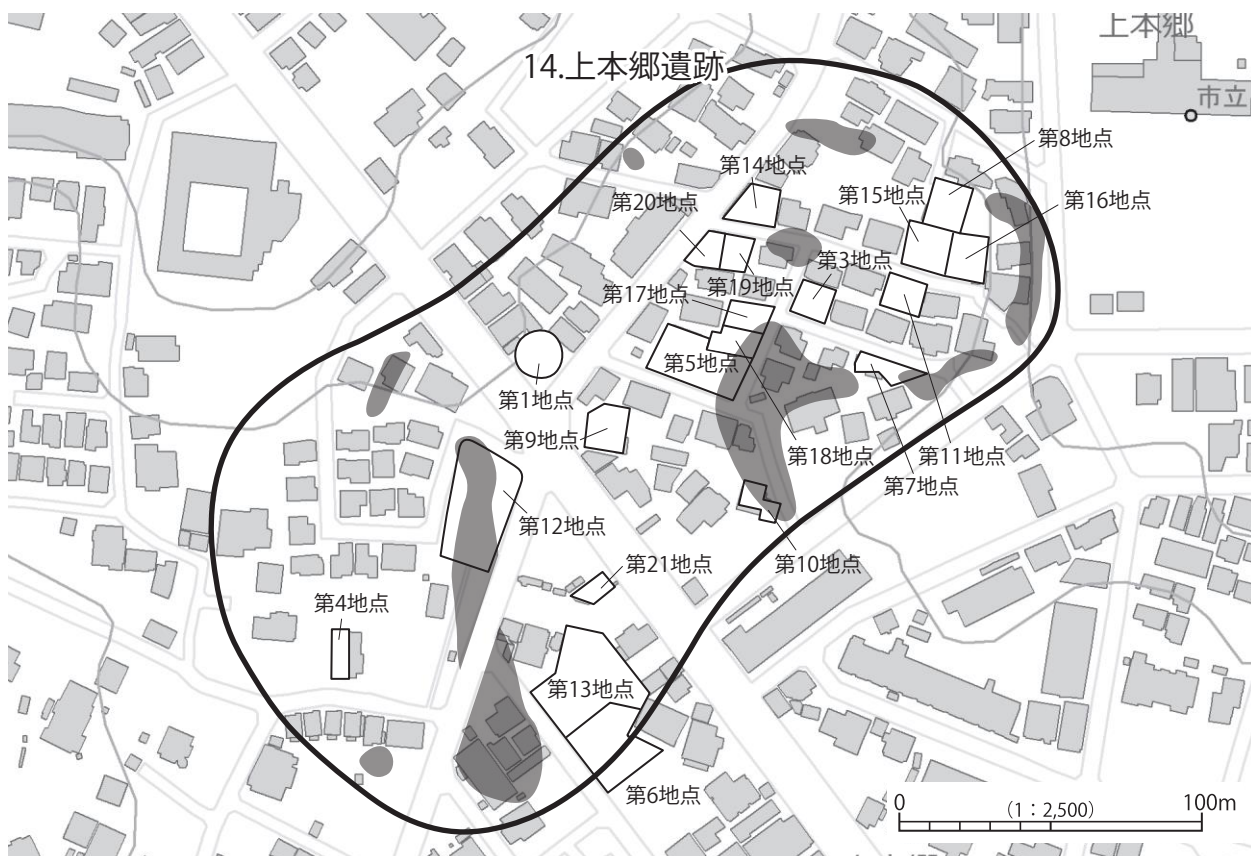 上本郷
14.上本郷遺跡
市立
第8地点
第14地点
第15地点
第20地点
第16地点
第3地点
第19地点
第17地点
第5地点
第1地点
第9地点
第18地点
第11地点
第7地点
第12地点
第10地点
第21地点
第4地点
第13地点
第6地点
0 (1：2,500) 100m